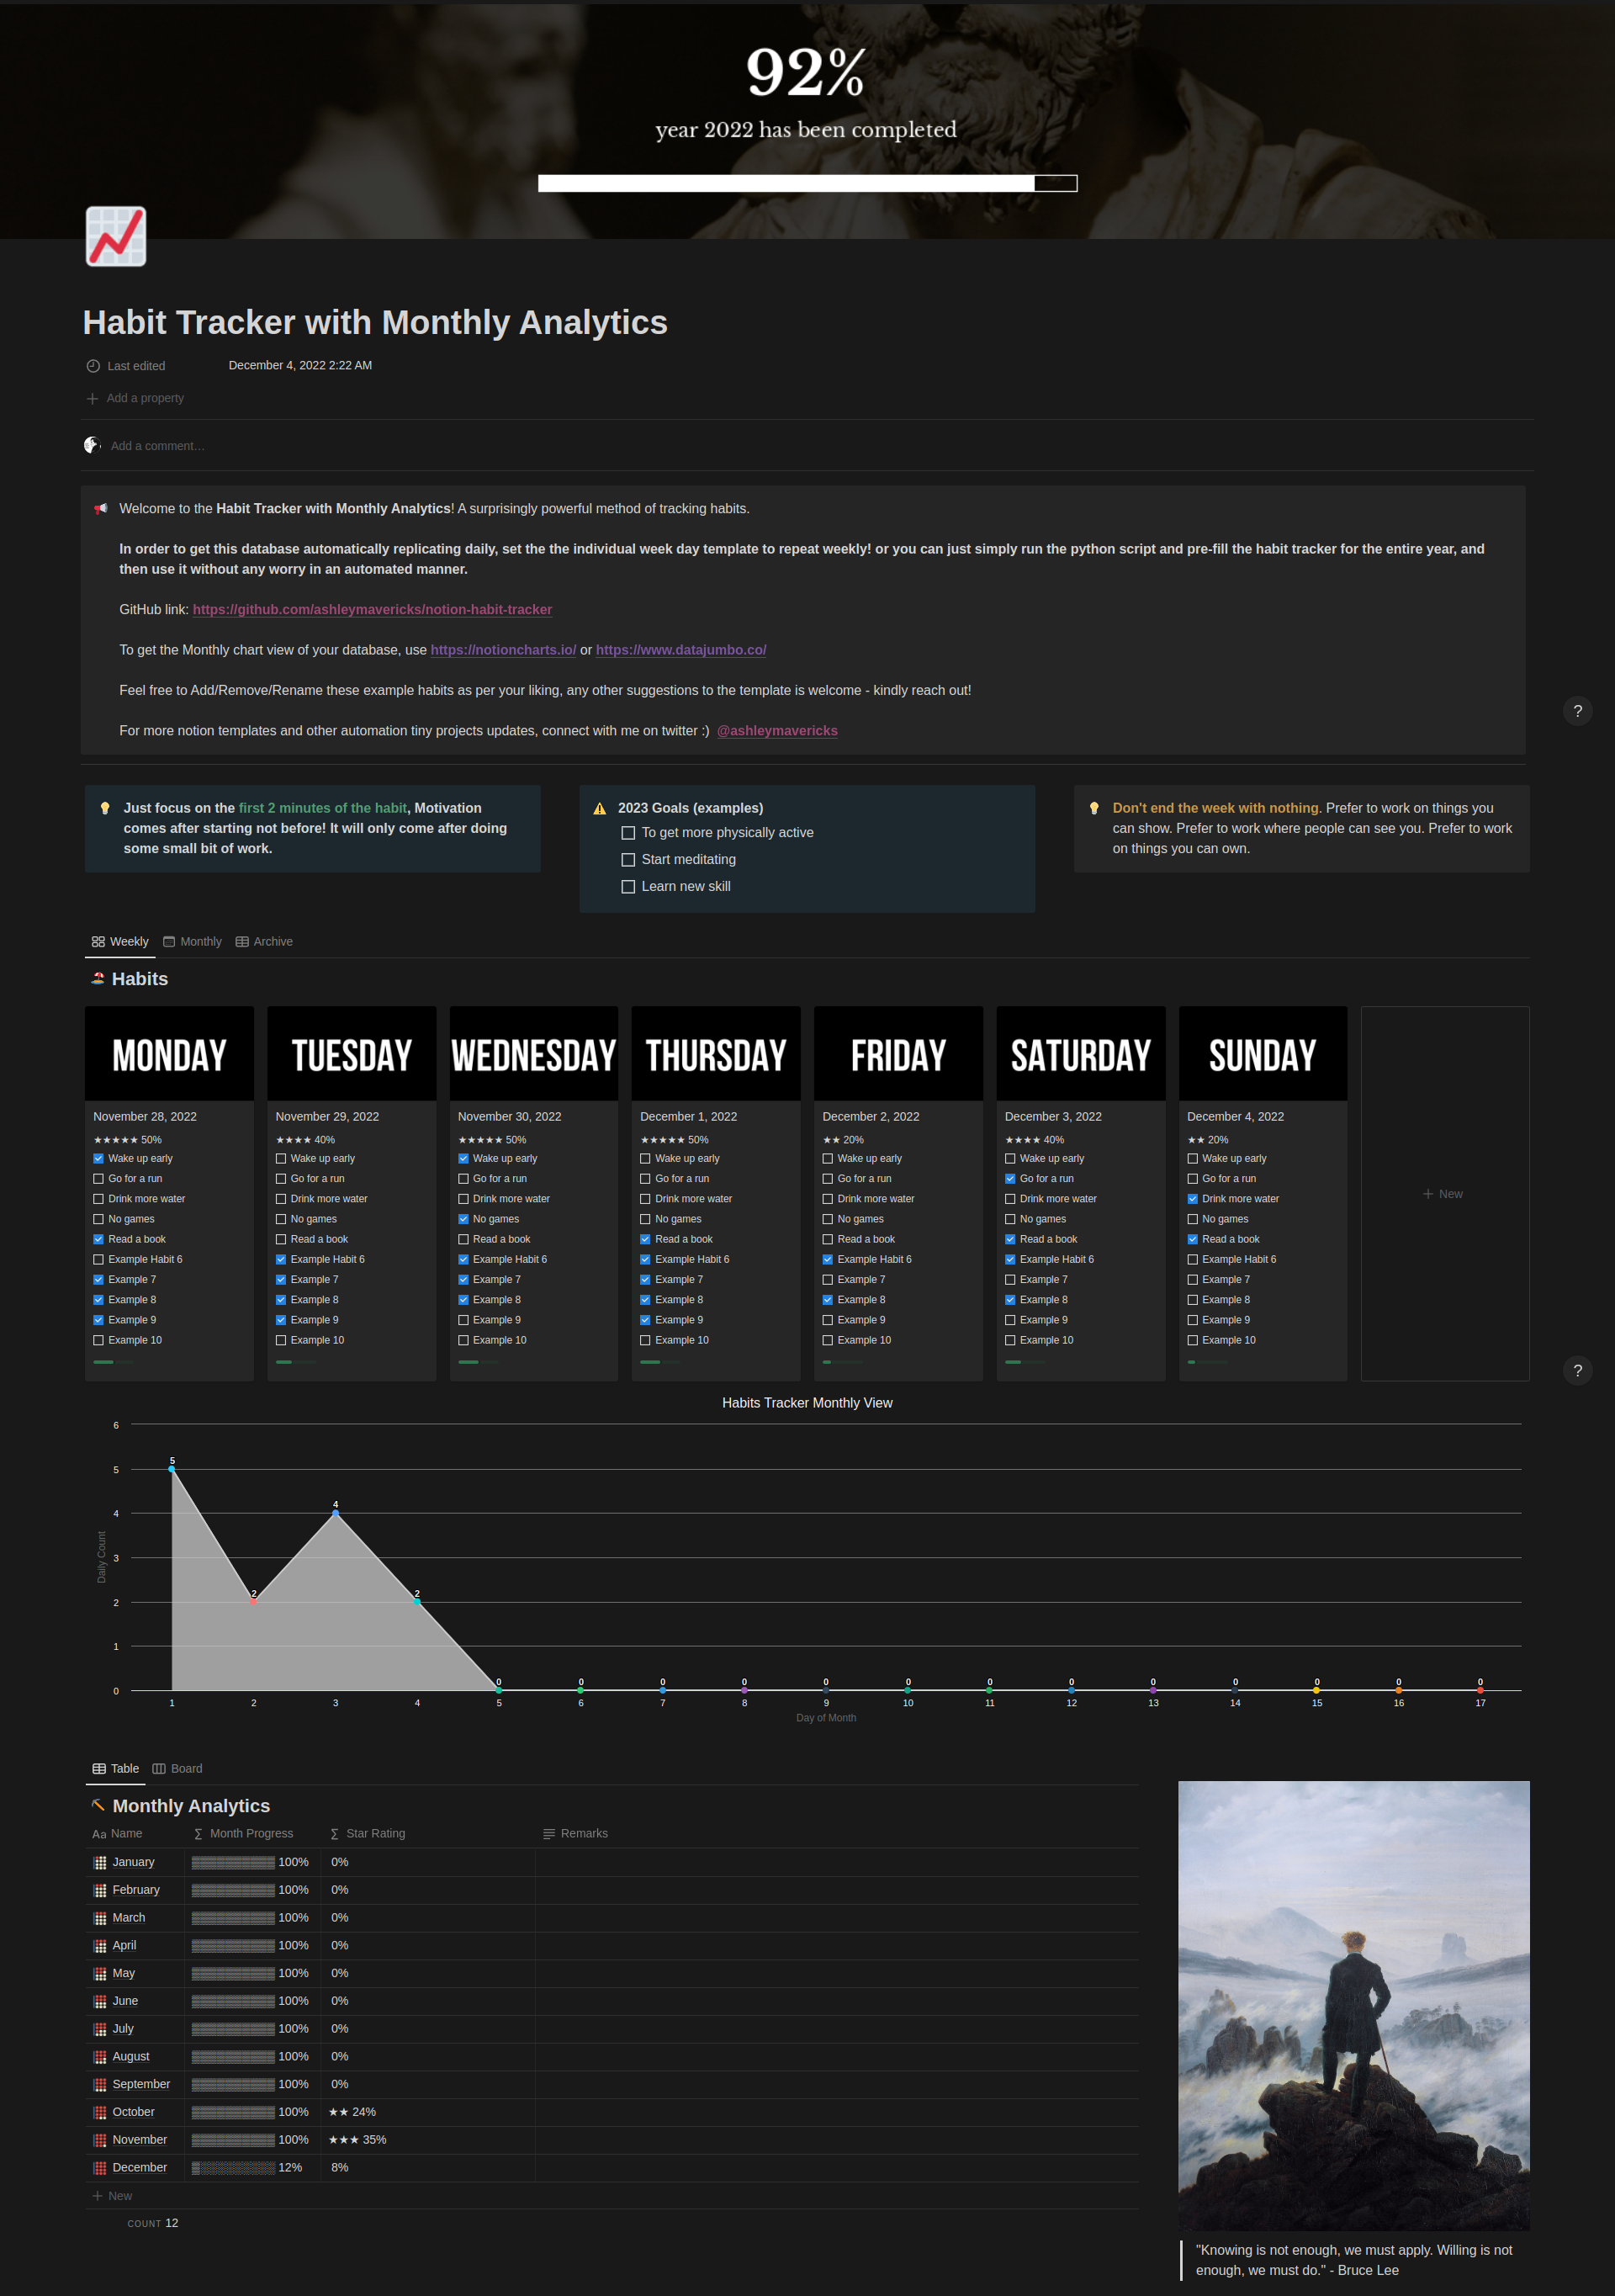 92%
year 2022 has been completed
Habit Tracker with Monthly Analytics
Last edited December 4, 2022 2:22 AM
Add a property
Add a comment...
Welcome to the Habit Tracker with Monthly Analytics! A surprisingly powerful method of tracking habits.
In order to get this database automatically replicating daily, set the the individual week day template to repeat weekly! or you can just simply run the python script and pre-fill the habit tracker for the entire year, and
then use it without any worry in an automated manner.
GitHub link: https://github.com/ashleymavericks/notion-habit-tracker
To get the Monthly chart view of your database, use https://notioncharts.io/ or https://www.datajumbo.co/
Feel free to Add/Remove/Rename these example habits as per your liking, any other suggestions to the template is welcome - kindly reach out!
?
For more notion templates and other automation tiny projects updates, connect with me on twitter :) @ashleymavericks
Just focus on the first 2 minutes of the habit, Motivation
comes after starting not before! It will only come after doing
some small bit of work.
2023 Goals (examples)
To get more physically active
Start meditating
Learn new skill
Don't end the week with nothing. Prefer to work on things you
can show. Prefer to work where people can see you. Prefer to work
on things you can own.
Weekly Monthly Archive
Habits
MONDAY
November 28, 2022
★★★★★ 50%
Wake up early
Go for a run
Drink more water
No games
Read a book
Example Habit 6
Example 7
Example 8
Example 9
Example 10
TUESDAY
November 29, 2022
★★★★ 40%
Wake up early
Go for a run
Drink more water
No games
Read a book
Example Habit 6
Example 7
Example 8
Example 9
Example 10
WEDNESDAY
November 30, 2022
★★★★★ 50%
Wake up early
Go for a run
Drink more water
No games
Read a book
Example Habit 6
Example 7
Example 8
Example 9
Example 10
THURSDAY
December 1, 2022
★★★★★ 50%
Wake up early
Go for a run
Drink more water
No games
Read a book
Example Habit 6
Example 7
Example 8
Example 9
Example 10
FRIDAY
December 2, 2022
★★ 20%
Wake up early
Go for a run
Drink more water
No games
Read a book
Example Habit 6
Example 7
Example 8
Example 9
Example 10
SATURDAY
December 3, 2022
★★★★ 40%
Wake up early
Go for a run
Drink more water
No games
Read a book
Example Habit 6
Example 7
Example 8
Example 9
Example 10
SUNDAY
December 4, 2022
★★ 20%
Wake up early
Go for a run
Drink more water
No games
Read a book
Example Habit 6
Example 7
Example 8
Example 9
Example 10
New
?
Habits Tracker Monthly View
6
5
4
3
2
1
0
Daily Count
5 2 4 2 0 0 0 0 0 0 0 0 0 0 0 0 0
1 2 3 4 5 6 7 8 9 10 11 12 13 14 15 16 17
Day of Month
Table Board
Monthly Analytics
Aa Name Month Progress Star Rating Remarks
January 100% 0%
February 100% 0%
March 100% 0%
April 100% 0%
May 100% 0%
June 100% 0%
July 100% 0%
August 100% 0%
September 100% 0%
October 100% ★★ 24%
November 100% ★★★ 35%
December 12% 8%
New
COUNT 12
"Knowing is not enough, we must apply. Willing is not
enough, we must do." - Bruce Lee